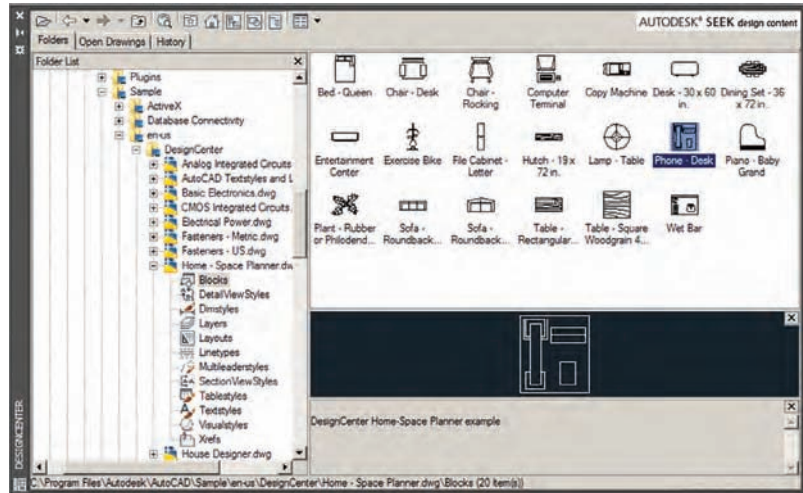 AUTODESK® SEEK design content
Folders
Open Drawings
History
Folder List
Plugins
Sample
ActiveX
Database Connectivity
en-us
DesignCenter
Analog Integrated Circuits
AutoCAD Textstyles and L
Basic Electronics.dwg
CMOS Integrated Circuits.
Electrical Power.dwg
Fasteners - Metric.dwg
Fasteners - US.dwg
Home - Space Planner.dw
Blocks
DetailViewStyles
Dimstyles
Layers
Layouts
Linetypes
Multileaderstyles
SectionViewStyles
Tablestyles
Textstyles
Visualstyles
Xrefs
House Designer.dwg
Bed - Queen
Chair - Desk
Chair -
Rocking
Computer
Terminal
Copy Machine
Desk - 30 x 60
in.
Dining Set - 36
x 72 in.
Entertainment
Center
Exercise Bike
File Cabinet -
Letter
Hutch - 19 x
72 in.
Lamp - Table
Phone - Desk
Piano - Baby
Grand
Plant - Rubber
or Philodend...
Sofa -
Roundback...
Sofa -
Roundback...
Table -
Rectangular...
Table - Square
Woodgrain 4...
Wet Bar
DesignCenter Home-Space Planner example
DESIGNCENTER
C:\Program Files\Autodesk\AutoCAD\Sample\en-us\DesignCenter\Home - Space Planner.dwg\Blocks (20 Item(s))